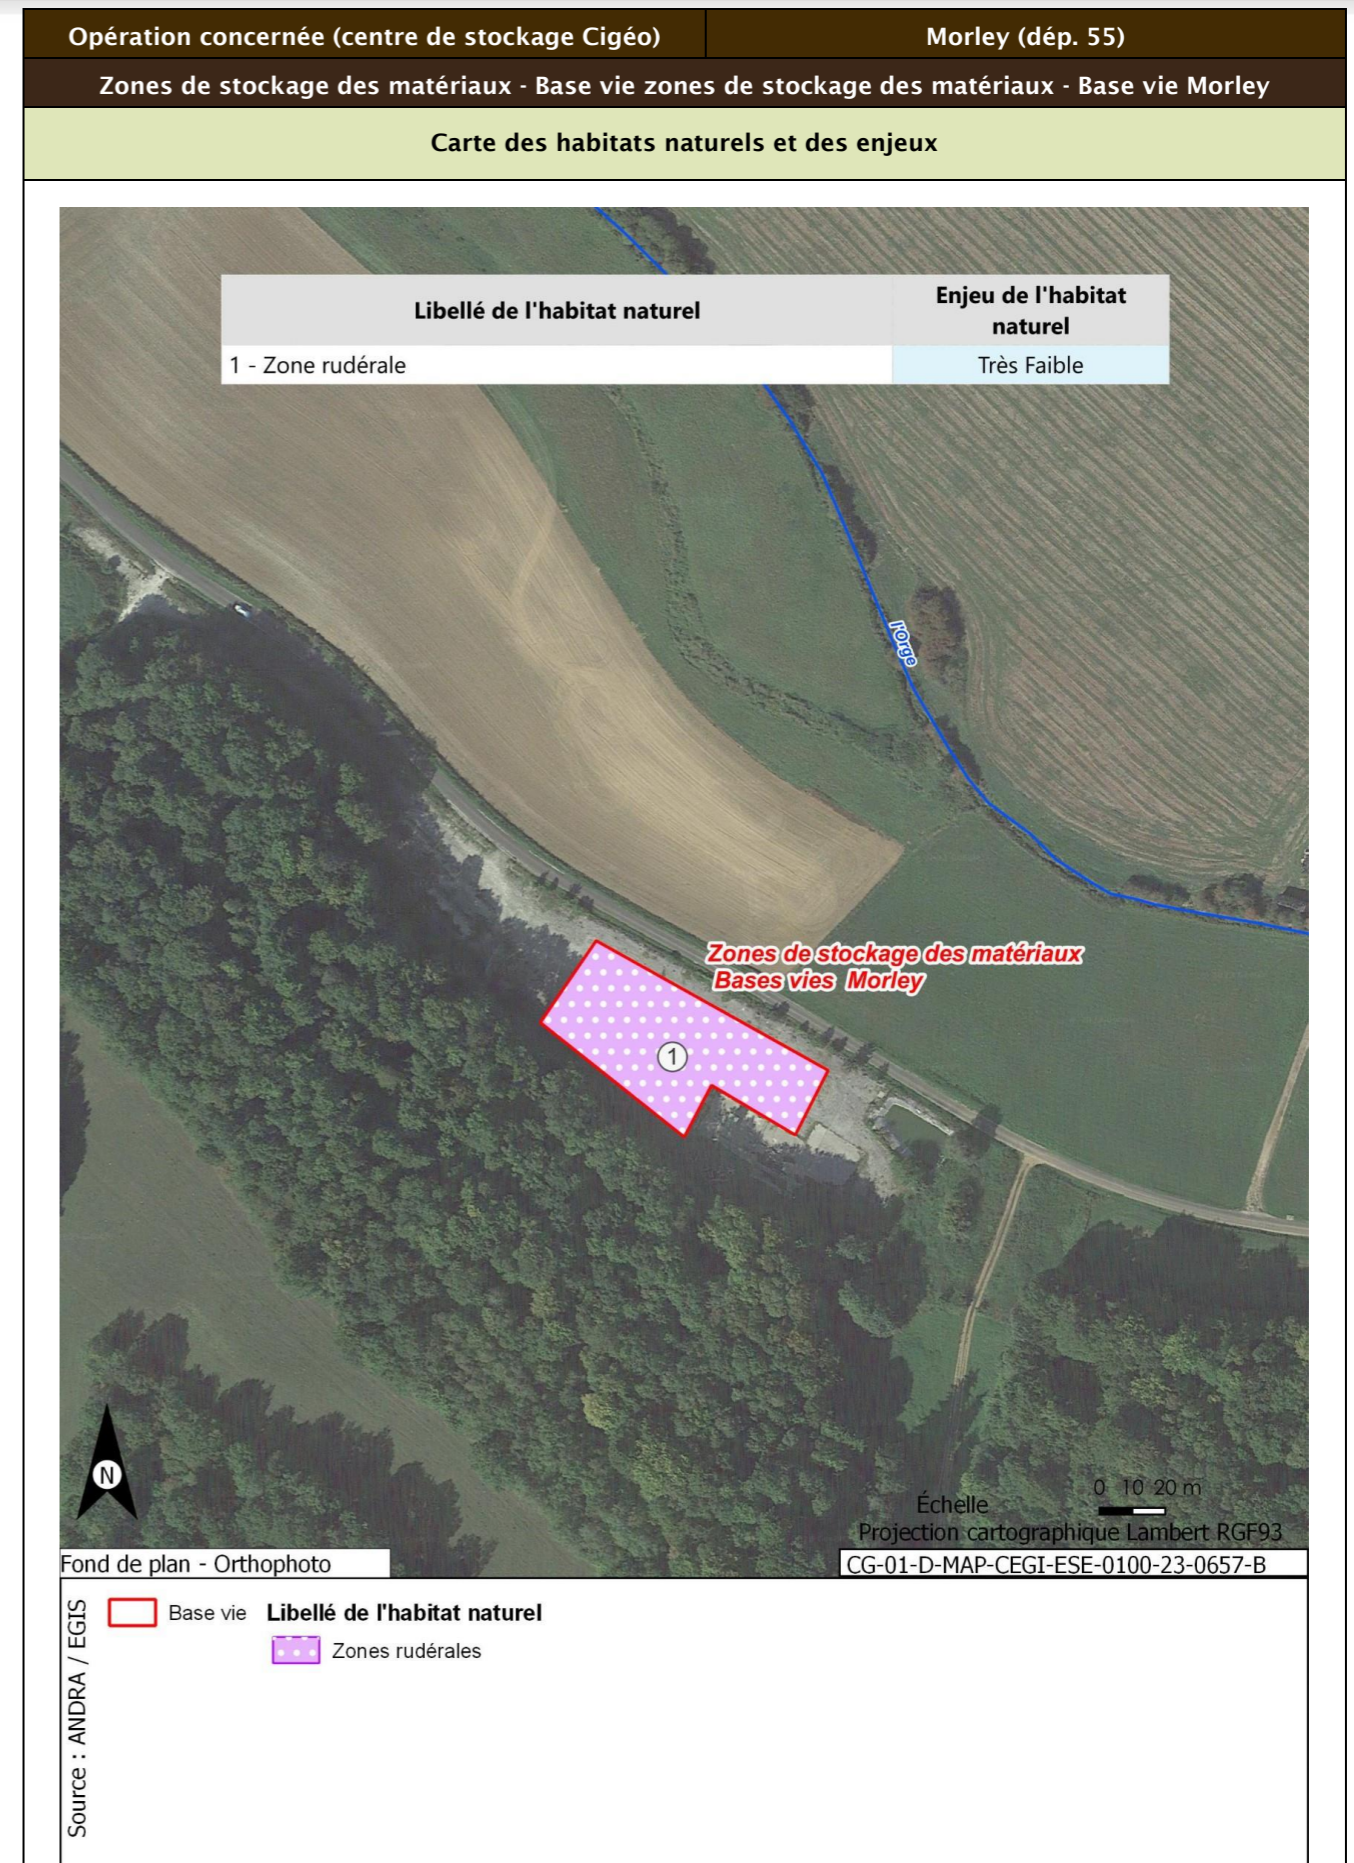 Opération concernée (centre de stockage Cigéo)
Morley (dép. 55)
Zones de stockage des matériaux - Base vie zones de stockage des matériaux - Base vie Morley
Carte des habitats naturels et des enjeux
Libellé de l'habitat naturel
Enjeu de l'habitat
naturel
1 - Zone rudérale
Très Faible
l'Orge
Zones de stockage des matériaux
Bases vies Morley
1
N
0 10 20 m
Échelle
Projection cartographique Lambert RGF93
Fond de plan - Orthophoto
CG-01-D-MAP-CEGI-ESE-0100-23-0657-B
Source : ANDRA / EGIS
Base vie
Libellé de l'habitat naturel
Zones rudérales